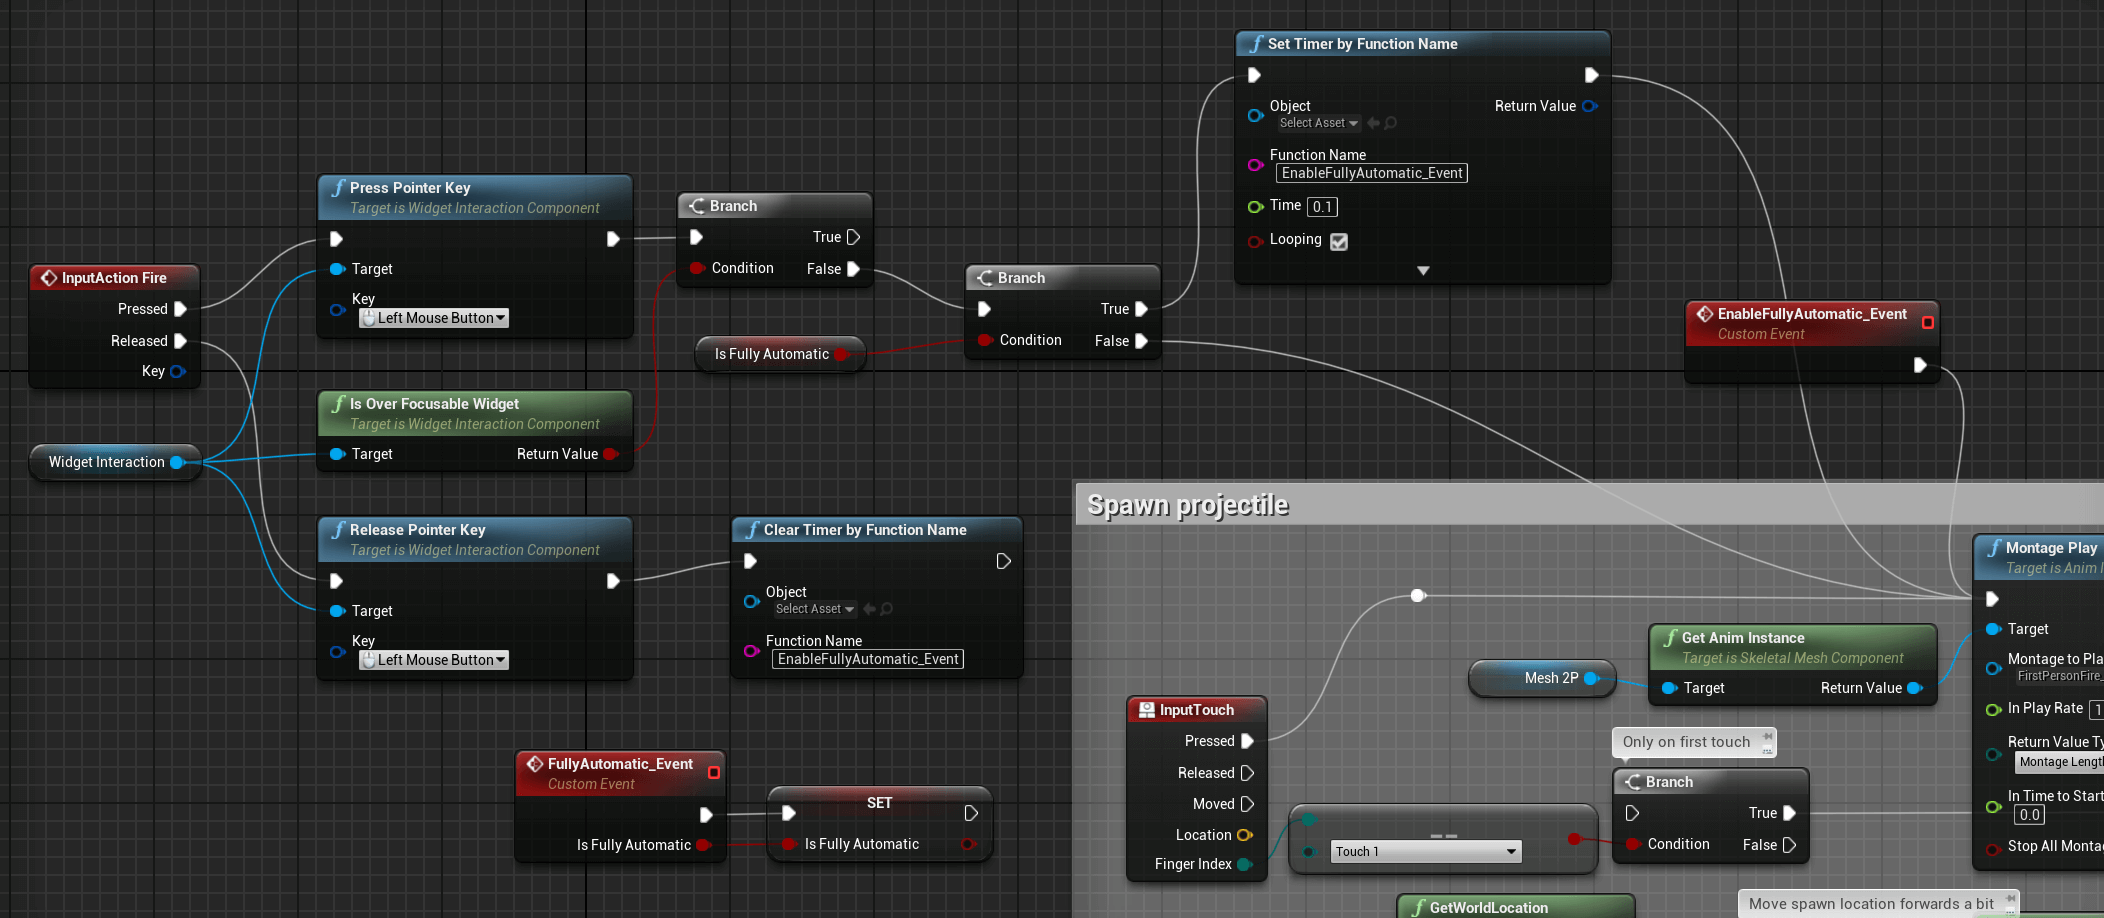 Set Timer by Function Name
Object
Return Value
Select Asset
Function Name
EnableFullyAutomatic_Event
Time 0.1
Looping
Press Pointer Key
Target is Widget Interaction Component
Target
Key
Left Mouse Button
Branch
True
Condition
False
InputAction Fire
Pressed
Released
Key
Branch
True
Condition
False
Is Fully Automatic
EnableFullyAutomatic_Event
Custom Event
Is Over Focusable Widget
Target is Widget Interaction Component
Target
Return Value
Widget Interaction
Release Pointer Key
Target is Widget Interaction Component
Target
Key
Left Mouse Button
Clear Timer by Function Name
Object
Select Asset
Function Name
EnableFullyAutomatic_Event
Spawn projectile
Montage Play
Target is Anim I
Target
Montage to Pla
FirstPersonFire_
In Play Rate 1
Return Value Ty
Montage Length
In Time to Start
0.0
Stop All Monta
Get Anim Instance
Target is Skeletal Mesh Component
Target
Return Value
Mesh 2P
InputTouch
Pressed
Released
Moved
Location
Finger Index
==
Touch 1
Only on first touch
Branch
True
Condition
False
FullyAutomatic_Event
Custom Event
Is Fully Automatic
SET
Is Fully Automatic
GetWorldLocation
Move spawn location forwards a bit